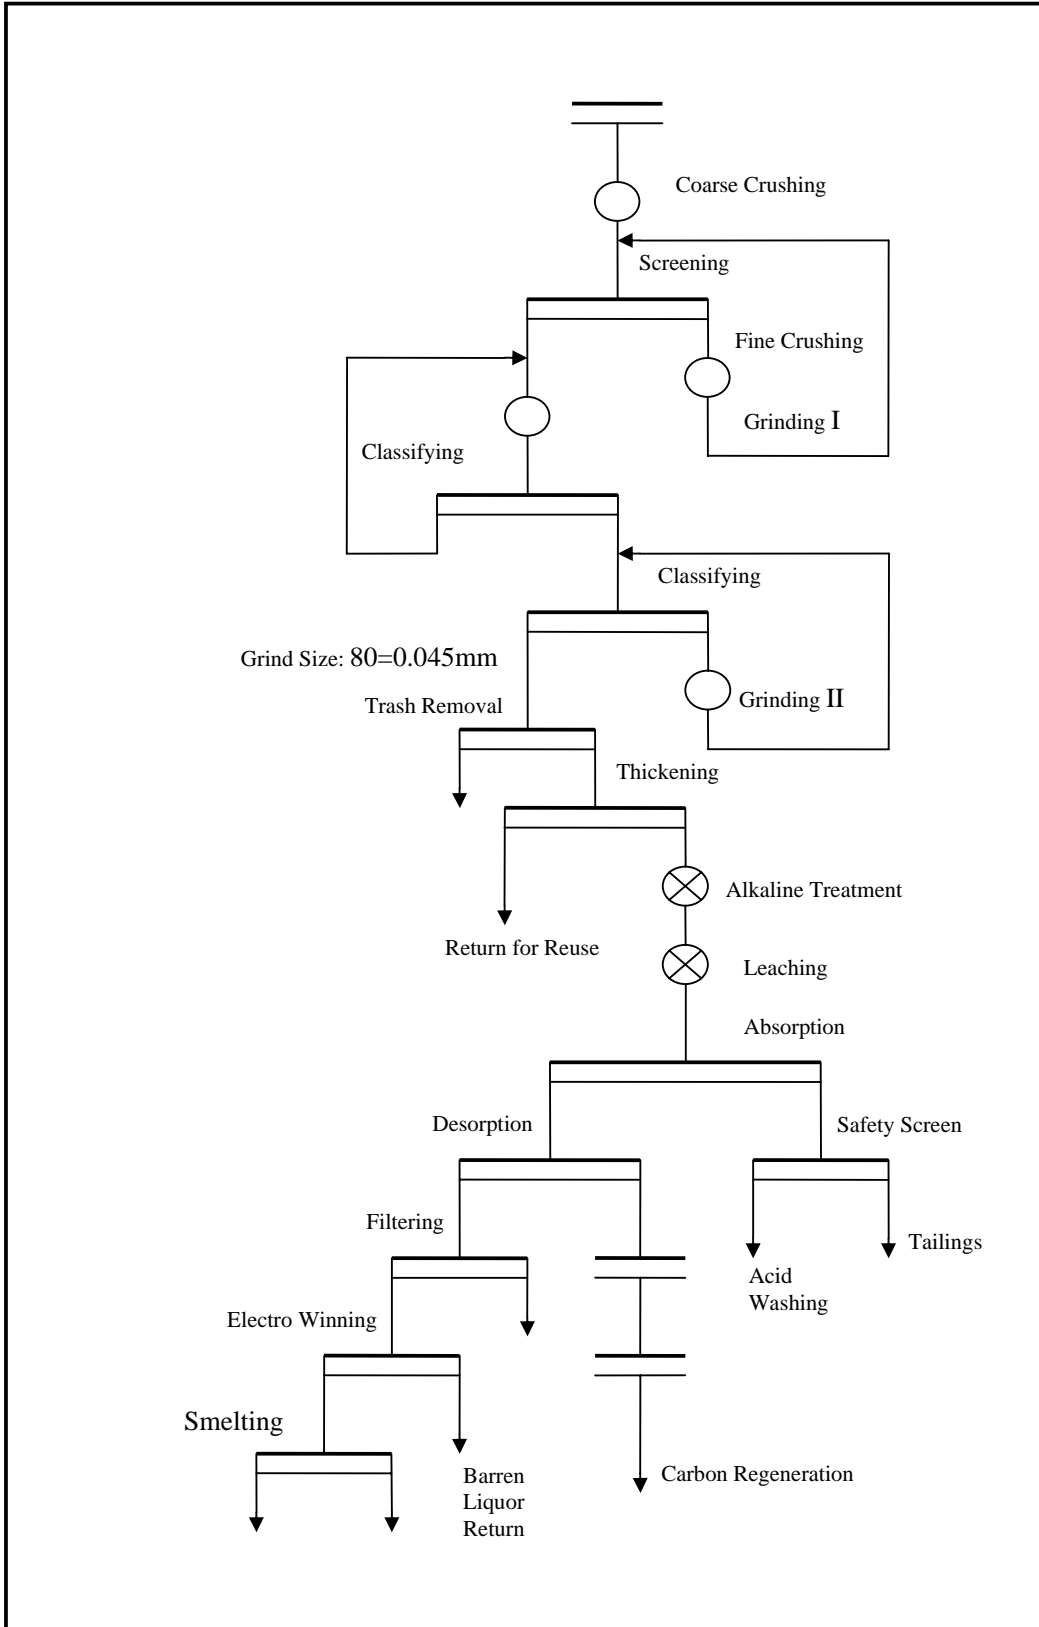 Coarse Crushing
Screening
Fine Crushing
Grinding I
Classifying
Classifying
Grind Size: 80=0.045mm
Grinding II
Trash Removal
Thickening
Alkaline Treatment
Return for Reuse
Leaching
Absorption
Desorption
Safety Screen
Filtering
Tailings
Acid
Washing
Electro Winning
Smelting
Carbon Regeneration
Barren
Liquor
Return